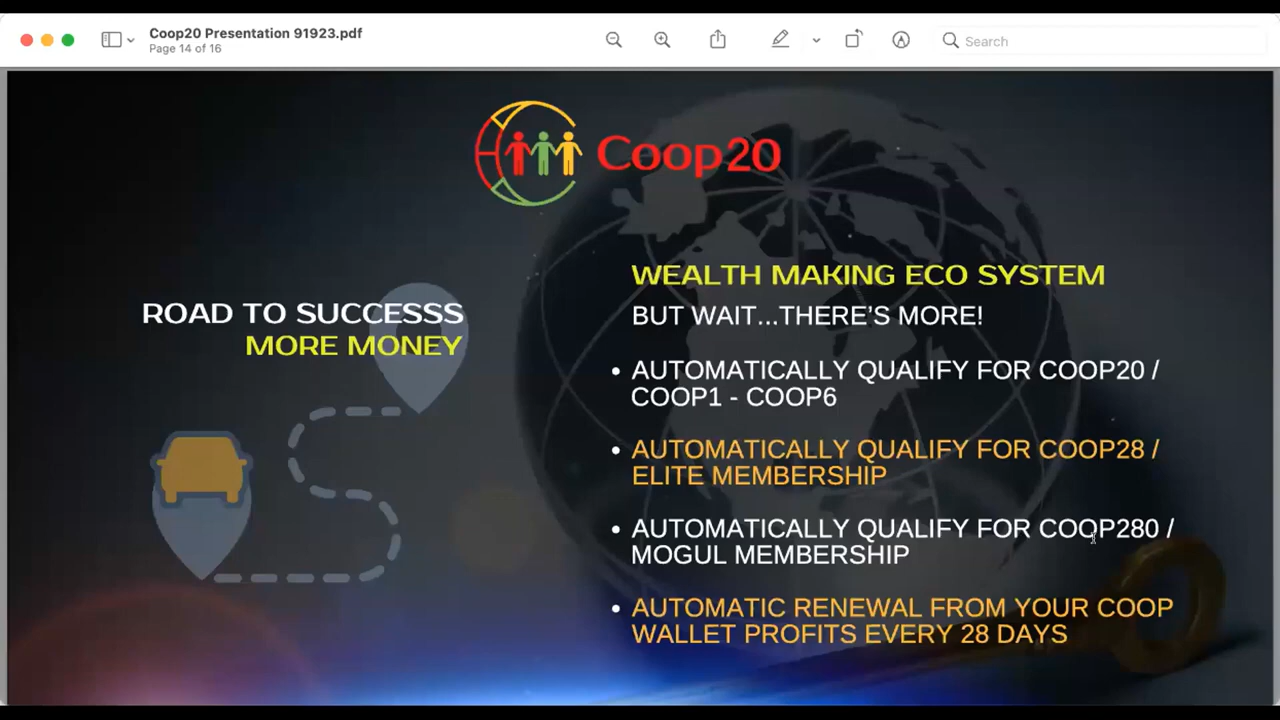 Coop20 Presentation 91923.pdf
Page 14 of 16
Search
Coop20
ROAD TO SUCCESSS
MORE MONEY
WEALTH MAKING ECO SYSTEM
BUT WAIT...THERE'S MORE!
• AUTOMATICALLY QUALIFY FOR COOP20 /
COOP1 - COOP6
• AUTOMATICALLY QUALIFY FOR COOP28 /
ELITE MEMBERSHIP
• AUTOMATICALLY QUALIFY FOR COOP280 /
MOGUL MEMBERSHIP
• AUTOMATIC RENEWAL FROM YOUR COOP
WALLET PROFITS EVERY 28 DAYS